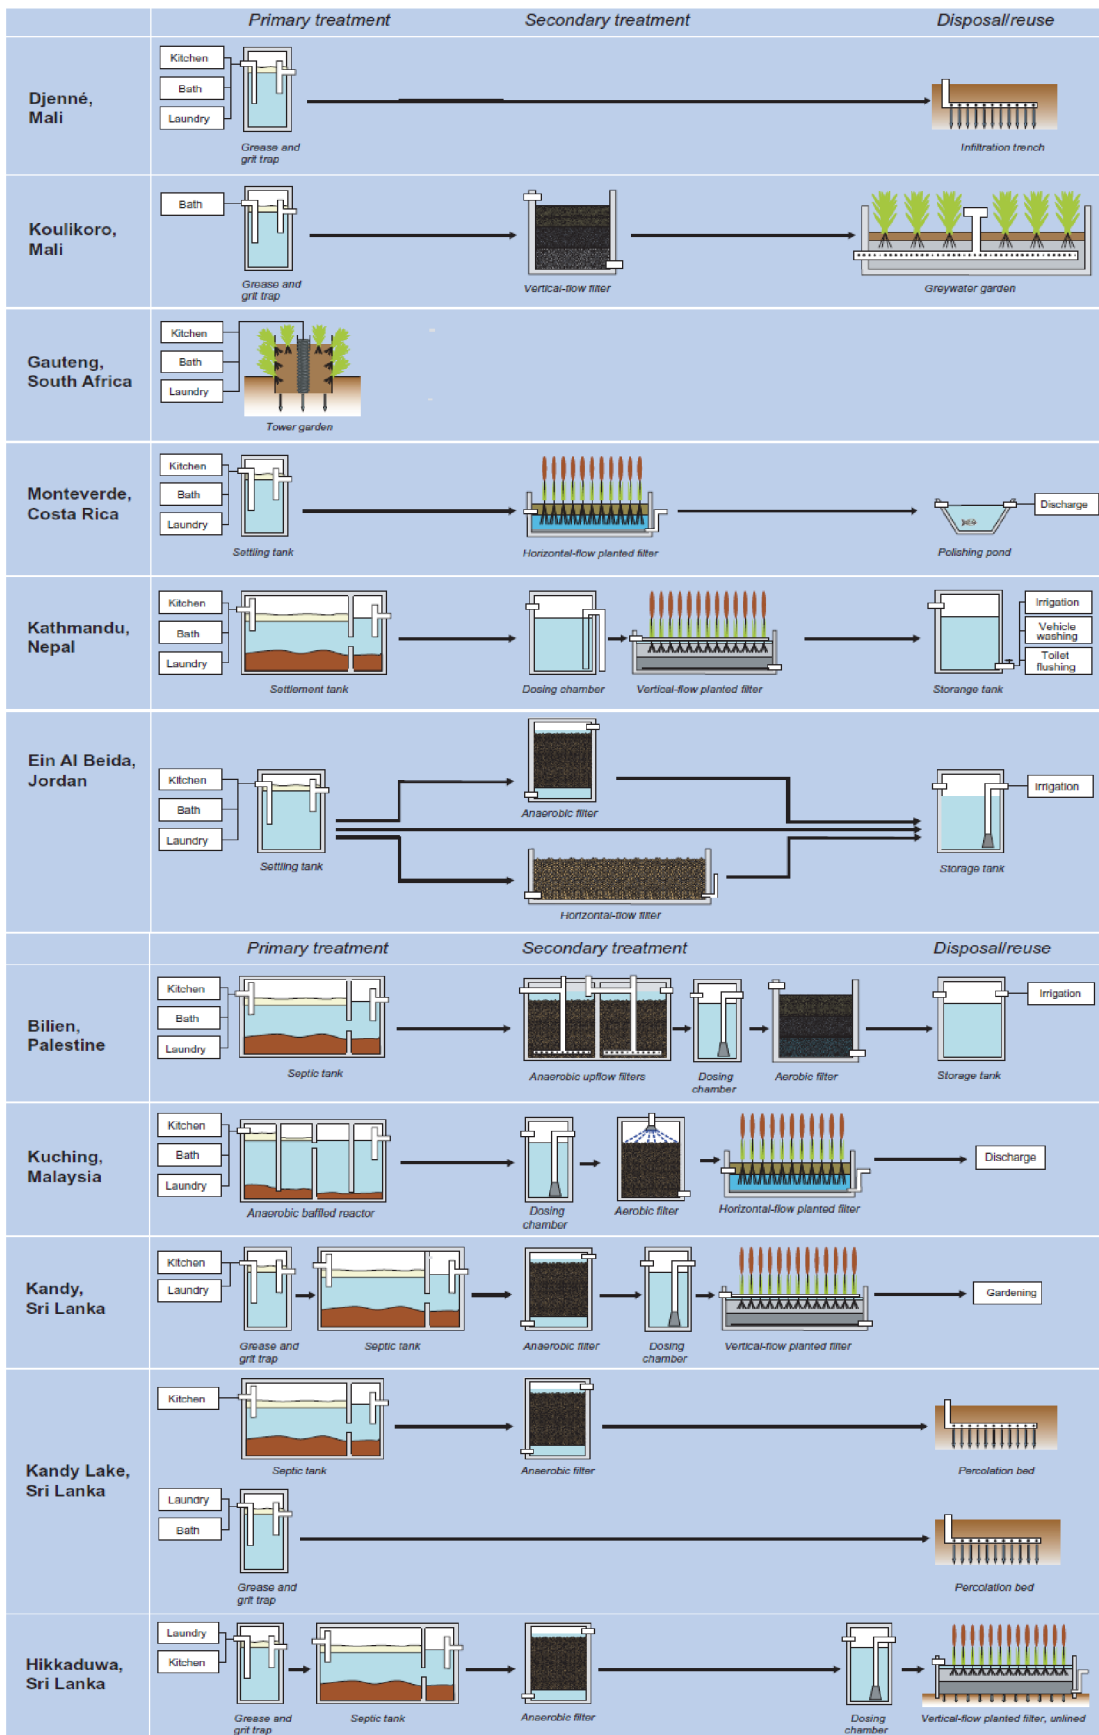 Primary treatment Secondary treatment Disposal/reuse
Djenné,
Mali
Kitchen
Bath
Laundry
Grease and
grit trap
Infiltration trench
Koulikoro,
Mali
Bath
Grease and
grit trap
Vertical-flow filter
Greywater garden
Gauteng,
South Africa
Kitchen
Bath
Laundry
Tower garden
Monteverde,
Costa Rica
Kitchen
Bath
Laundry
Settling tank
Horizontal-flow planted filter
Polishing pond
Discharge
Kathmandu,
Nepal
Kitchen
Bath
Laundry
Settlement tank
Dosing chamber
Vertical-flow planted filter
Storange tank
Irrigation
Vehicle
washing
Toilet
flushing
Ein Al Beida,
Jordan
Kitchen
Bath
Laundry
Settling tank
Anaerobic filter
Horizontal-flow filter
Storage tank
Irrigation
Primary treatment Secondary treatment Disposal/reuse
Bilien,
Palestine
Kitchen
Bath
Laundry
Septic tank
Anaerobic upflow filters
Dosing
chamber
Aerobic filter
Storage tank
Irrigation
Kuching,
Malaysia
Kitchen
Bath
Laundry
Anaerobic baffled reactor
Dosing
chamber
Aerobic filter
Horizontal-flow planted filter
Discharge
Kandy,
Sri Lanka
Kitchen
Laundry
Grease and
grit trap
Septic tank
Anaerobic filter
Dosing
chamber
Vertical-flow planted filter
Gardening
Kandy Lake,
Sri Lanka
Kitchen
Septic tank
Anaerobic filter
Percolation bed
Laundry
Bath
Grease and
grit trap
Percolation bed
Hikkaduwa,
Sri Lanka
Laundry
Kitchen
Grease and
grit trap
Septic tank
Anaerobic filter
Dosing
chamber
Vertical-flow planted filter, unlined